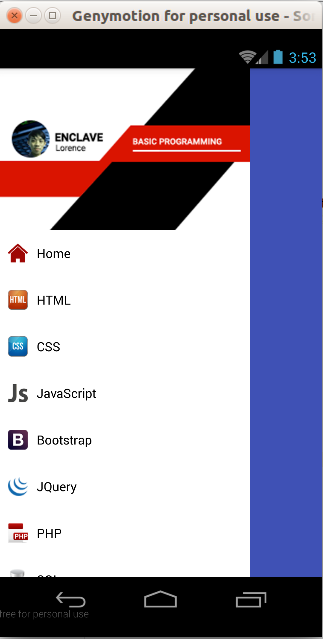 Genymotion for personal use - So
3:53
ENCLAVE
Lorence
BASIC PROGRAMMING
Home
HTML
HTML
CSS
CSS
Js
JavaScript
B
Bootstrap
JQuery
PHP
PHP
free for personal use